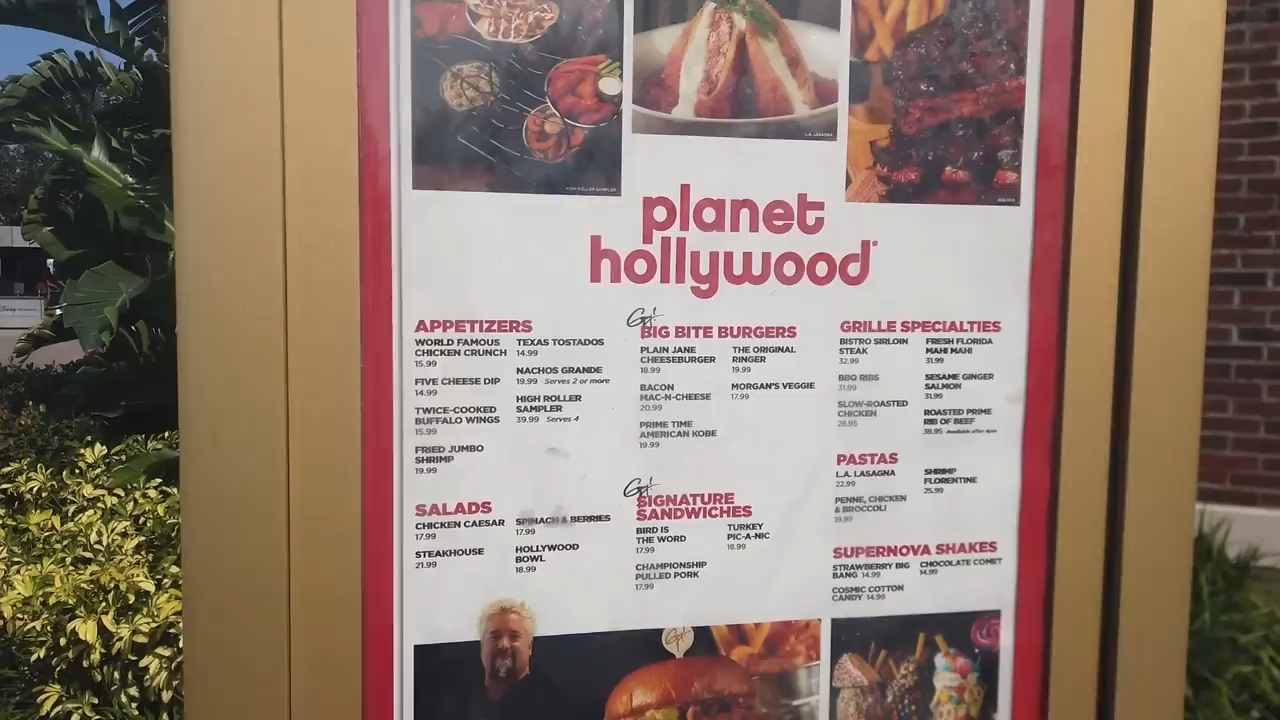 HIGH ROLLER SAMPLER
L.A. LASAGNA
planet
hollywood
APPETIZERS
WORLD FAMOUS
CHICKEN CRUNCH
15.99
FIVE CHEESE DIP
14.99
TWICE-COOKED
BUFFALO WINGS
15.99
FRIED JUMBO
SHRIMP
19.99
TEXAS TOSTADOS
14.99
NACHOS GRANDE
19.99 Serves 2 or more
HIGH ROLLER
SAMPLER
39.99 Serves 4
SALADS
CHICKEN CAESAR
17.99
STEAKHOUSE
21.99
SPINACH & BERRIES
17.99
HOLLYWOOD
BOWL
18.99
BIG BITE BURGERS
PLAIN JANE
CHEESEBURGER
18.99
BACON
MAC-N-CHEESE
20.99
PRIME TIME
AMERICAN KOBE
19.99
THE ORIGINAL
RINGER
19.99
MORGAN'S VEGGIE
17.99
SIGNATURE
SANDWICHES
BIRD IS
THE WORD
17.99
CHAMPIONSHIP
PULLED PORK
17.99
TURKEY
PIC-A-NIC
18.99
GRILLE SPECIALTIES
BISTRO SIRLOIN
STEAK
32.99
BBQ RIBS
31.99
SLOW-ROASTED
CHICKEN
28.95
FRESH FLORIDA
MAHI MAHI
31.99
SESAME GINGER
SALMON
31.99
ROASTED PRIME
RIB OF BEEF
39.95 Available after 4pm
PASTAS
L.A. LASAGNA
22.99
PENNE, CHICKEN
& BROCCOLI
19.99
SHRIMP
FLORENTINE
25.99
SUPERNOVA SHAKES
STRAWBERRY BIG
BANG 14.99
COSMIC COTTON
CANDY 14.99
CHOCOLATE COMET
14.99